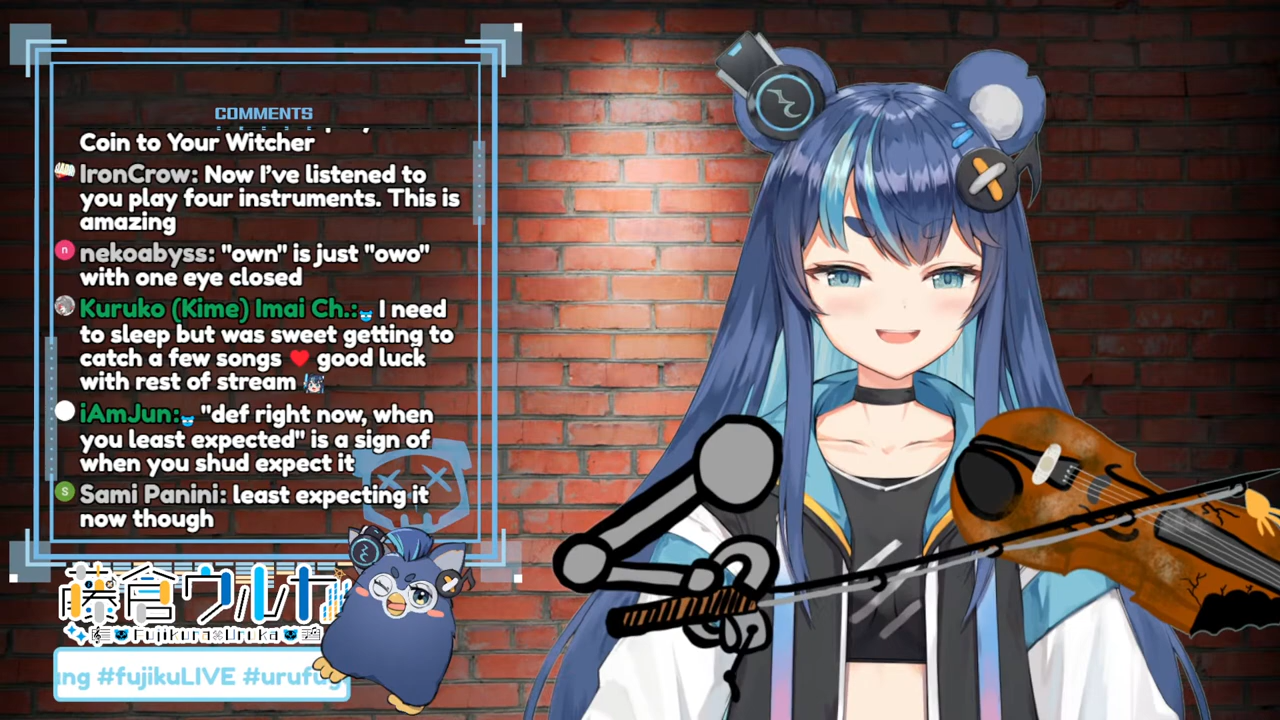 COMMENTS
Coin to Your Witcher
IronCrow: Now I've listened to
you play four instruments. This is
amazing
n nekoabyss: "own" is just "owo"
with one eye closed
Kuruko (Kime) Imai Ch.: I need
to sleep but was sweet getting to
catch a few songs ❤ good luck
with rest of stream
iAmJun: "def right now, when
you least expected" is a sign of
when you shud expect it
S Sami Panini: least expecting it
now though
藤倉ウルカ
Fujikura Uruka
ng #fujikuLIVE #urufu